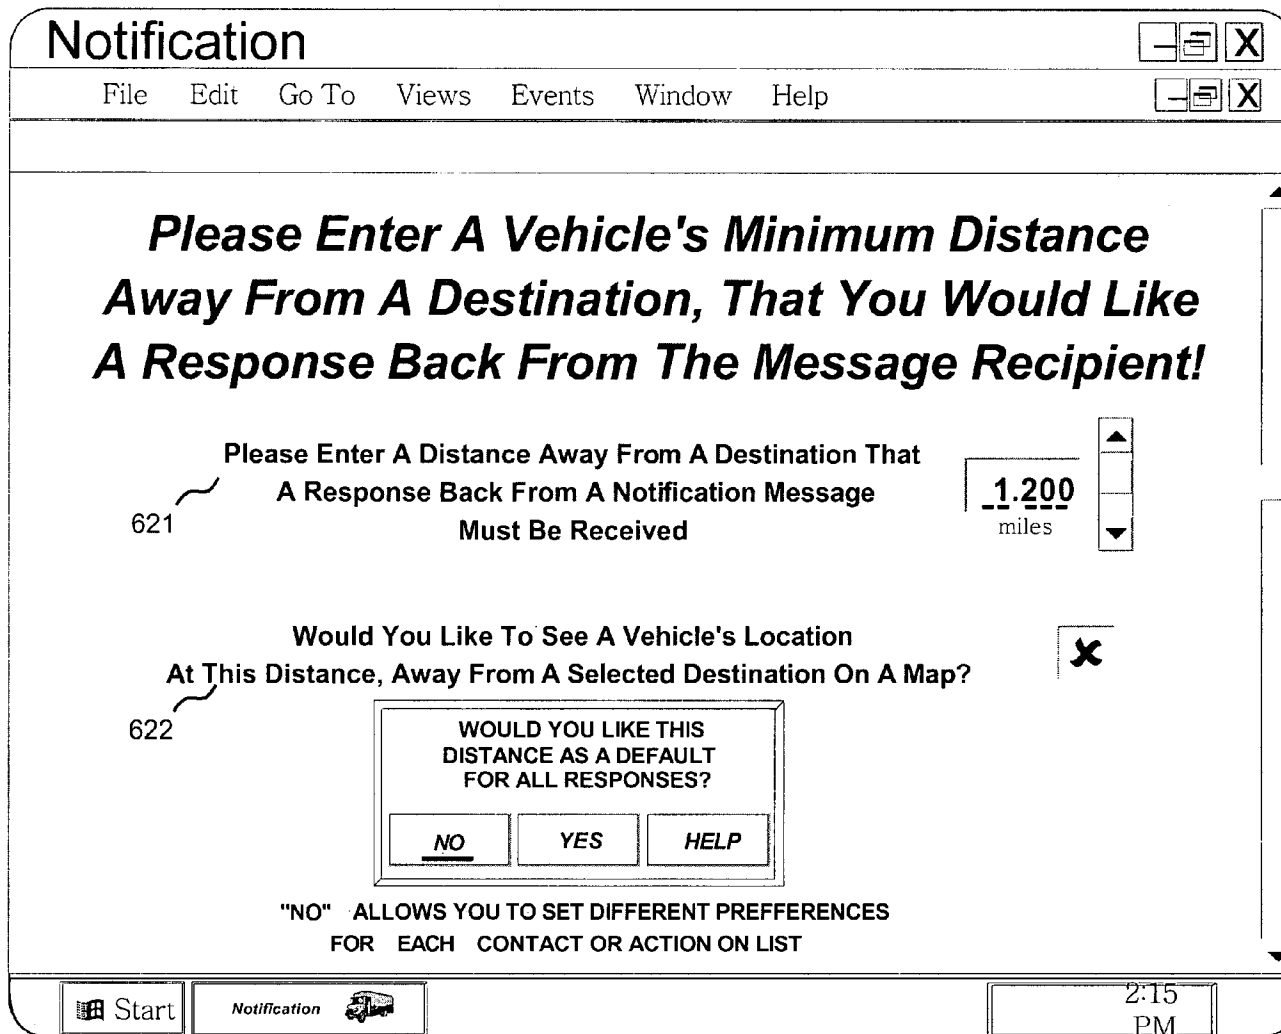 Notification
File Edit Go To Views Events Window Help
Please Enter A Vehicle's Minimum Distance
Away From A Destination, That You Would Like
A Response Back From The Message Recipient!
Please Enter A Distance Away From A Destination That
A Response Back From A Notification Message
Must Be Received
621
1.200
miles
Would You Like To See A Vehicle's Location
At This Distance, Away From A Selected Destination On A Map?
622
WOULD YOU LIKE THIS
DISTANCE AS A DEFAULT
FOR ALL RESPONSES?
NO YES HELP
"NO" ALLOWS YOU TO SET DIFFERENT PREFFERENCES
FOR EACH CONTACT OR ACTION ON LIST
Start Notification 2:15
PM